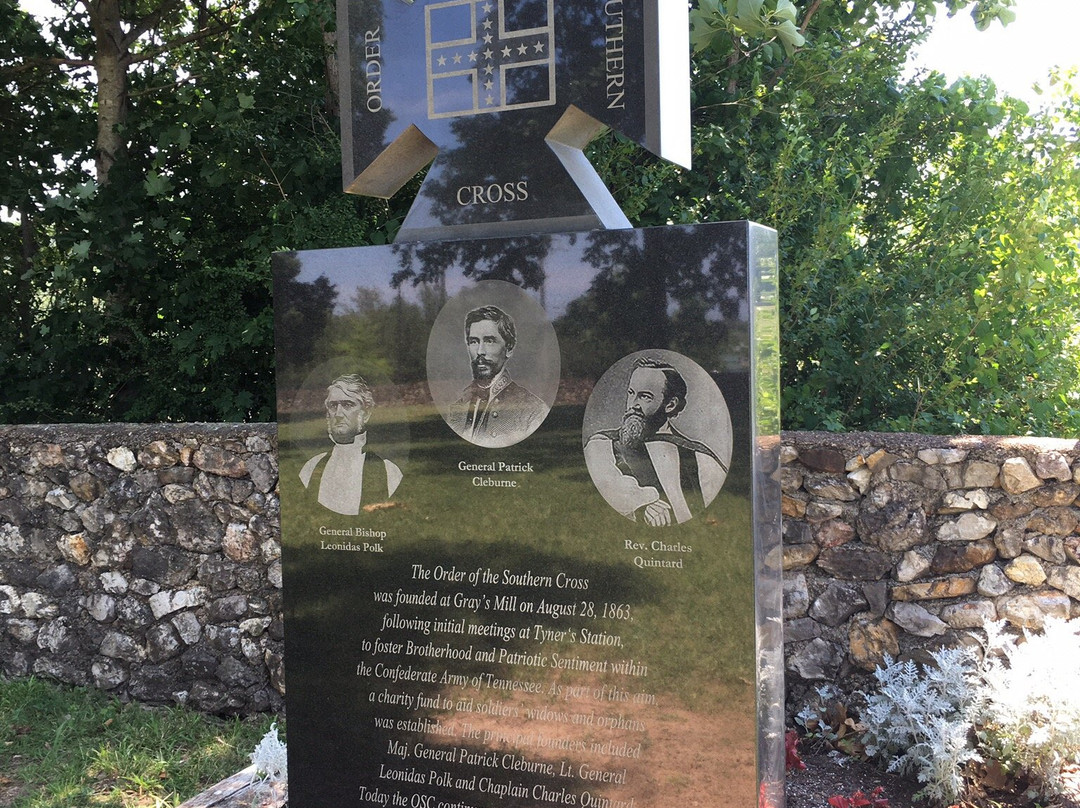 ORDER
UTHERN
CROSS
General Patrick
Cleburne
General Bishop
Leonidas Polk
Rev. Charles
Quintard
The Order of the Southern Cross
was founded at Gray's Mill on August 28, 1863,
following initial meetings at Tyner's Station,
to foster Brotherhood and Patriotic Sentiment within
the Confederate Army of Tennessee. As part of this aim,
a charity fund to aid soldiers' widows and orphans
was established. The principal founders included
Maj. General Patrick Cleburne, Lt. General
Leonidas Polk and Chaplain Charles Quintard
Today the OSC